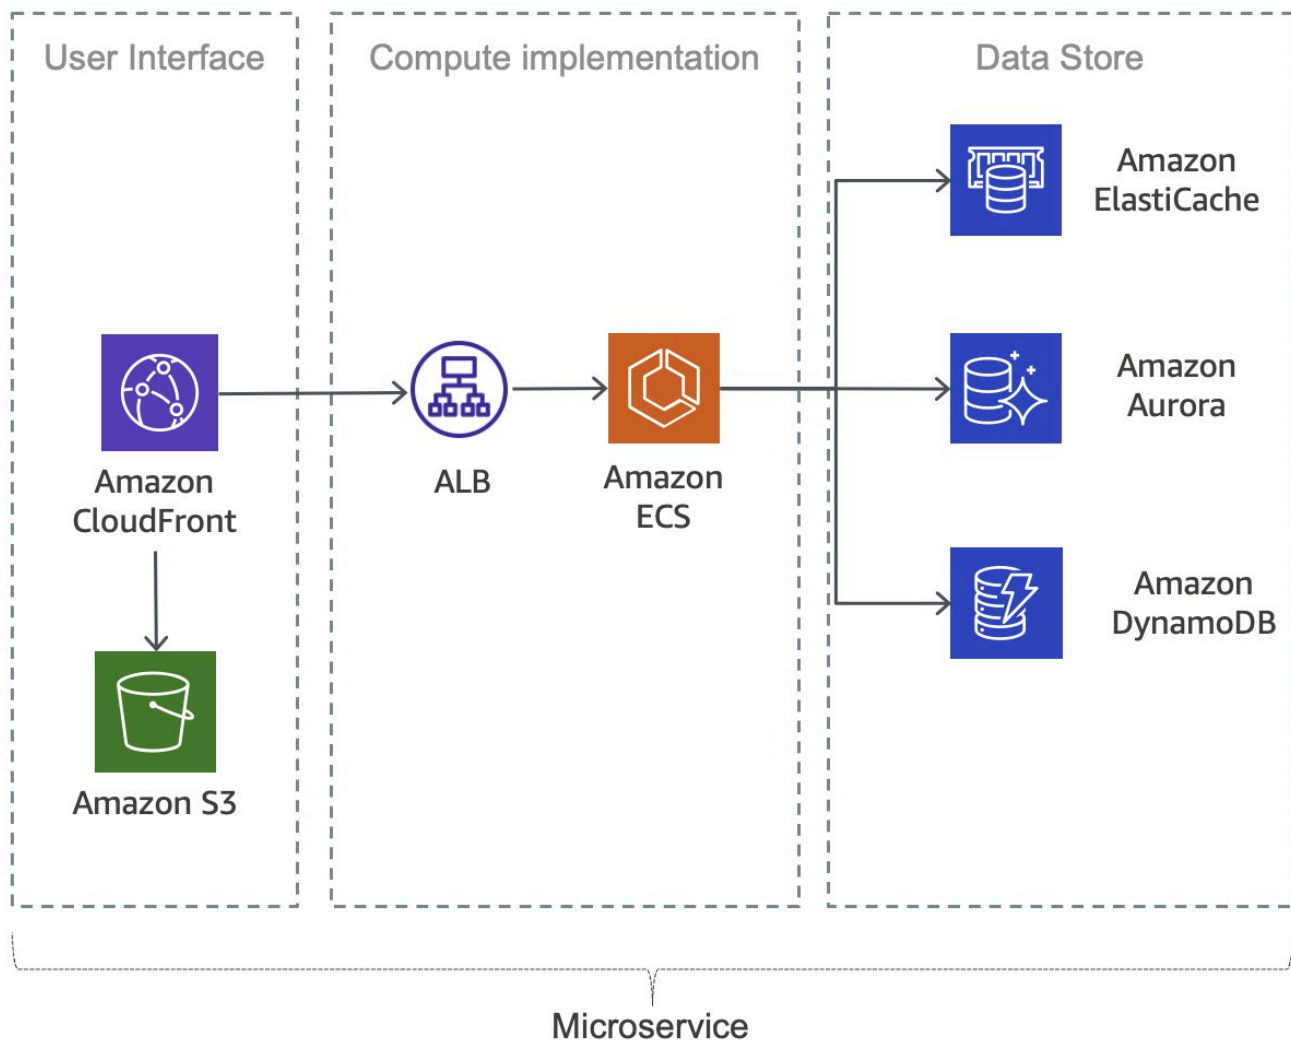 User Interface
Compute implementation
Data Store
Amazon
CloudFront
Amazon S3
ALB
Amazon
ECS
Amazon
ElastiCache
Amazon
Aurora
Amazon
DynamoDB
Microservice